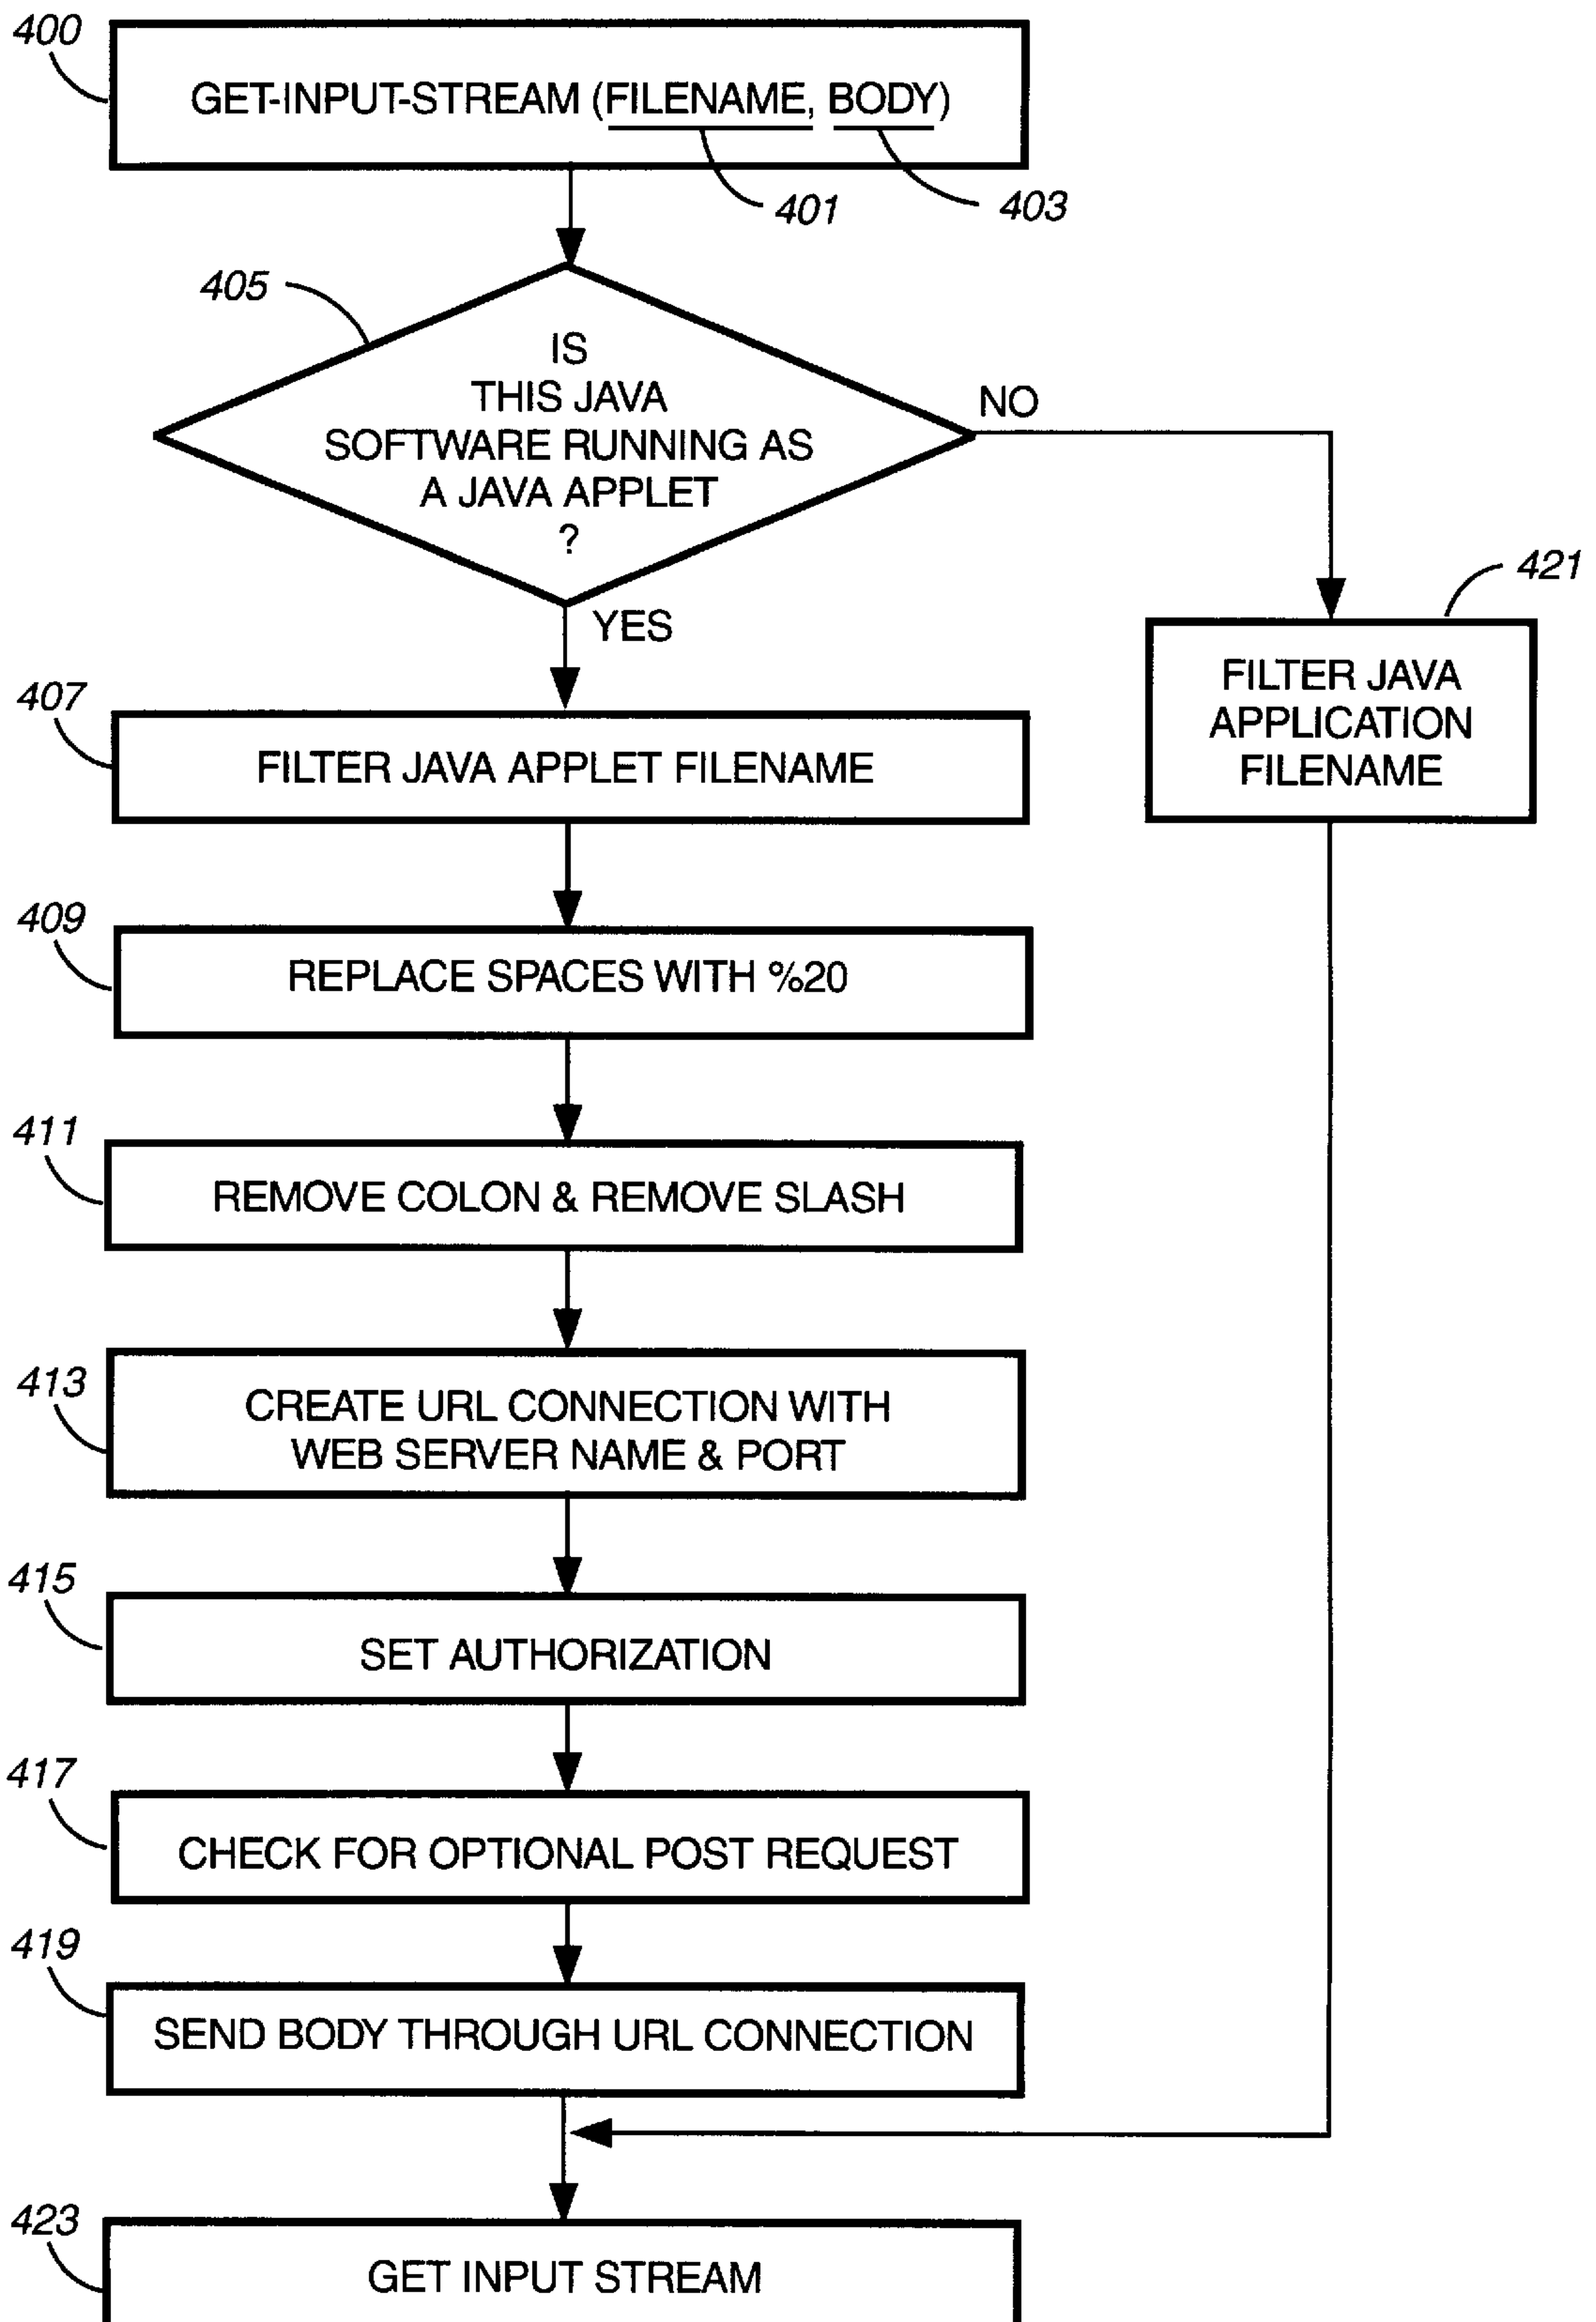 400
GET-INPUT-STREAM (FILENAME, BODY)
401
403
405
IS
THIS JAVA
SOFTWARE RUNNING AS
A JAVA APPLET
?
NO
YES
421
FILTER JAVA
APPLICATION
FILENAME
407
FILTER JAVA APPLET FILENAME
409
REPLACE SPACES WITH %20
411
REMOVE COLON & REMOVE SLASH
413
CREATE URL CONNECTION WITH
WEB SERVER NAME & PORT
415
SET AUTHORIZATION
417
CHECK FOR OPTIONAL POST REQUEST
419
SEND BODY THROUGH URL CONNECTION
423
GET INPUT STREAM